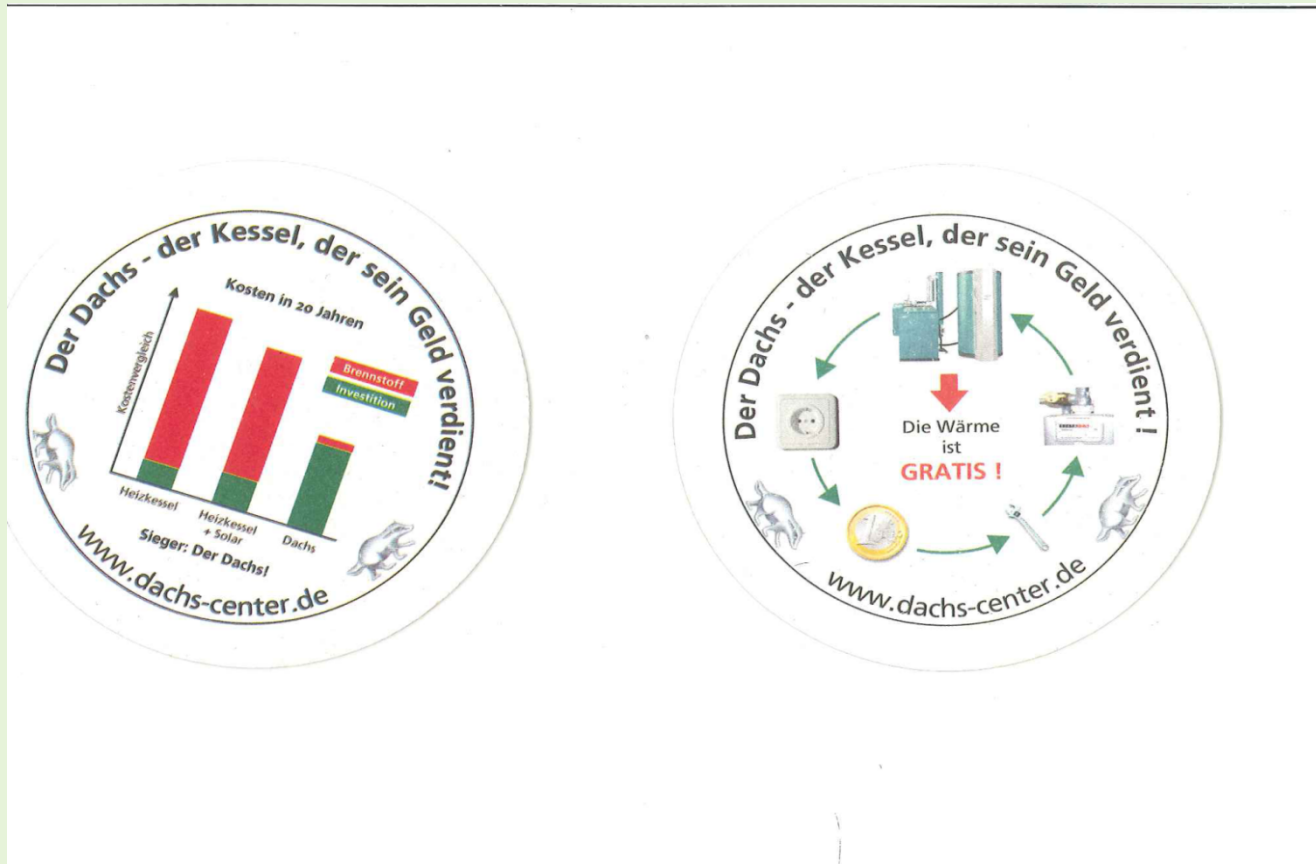 Der Dachs - der Kessel, der sein Geld verdient!
Kosten in 20 Jahren
Kostenvergleich
Brennstoff
Investition
Heizkessel
Heizkessel
+ Solar
Dachs
Sieger: Der Dachs!
www.dachs-center.de
Der Dachs - der Kessel, der sein Geld verdient !
Die Wärme
ist
GRATIS !
www.dachs-center.de